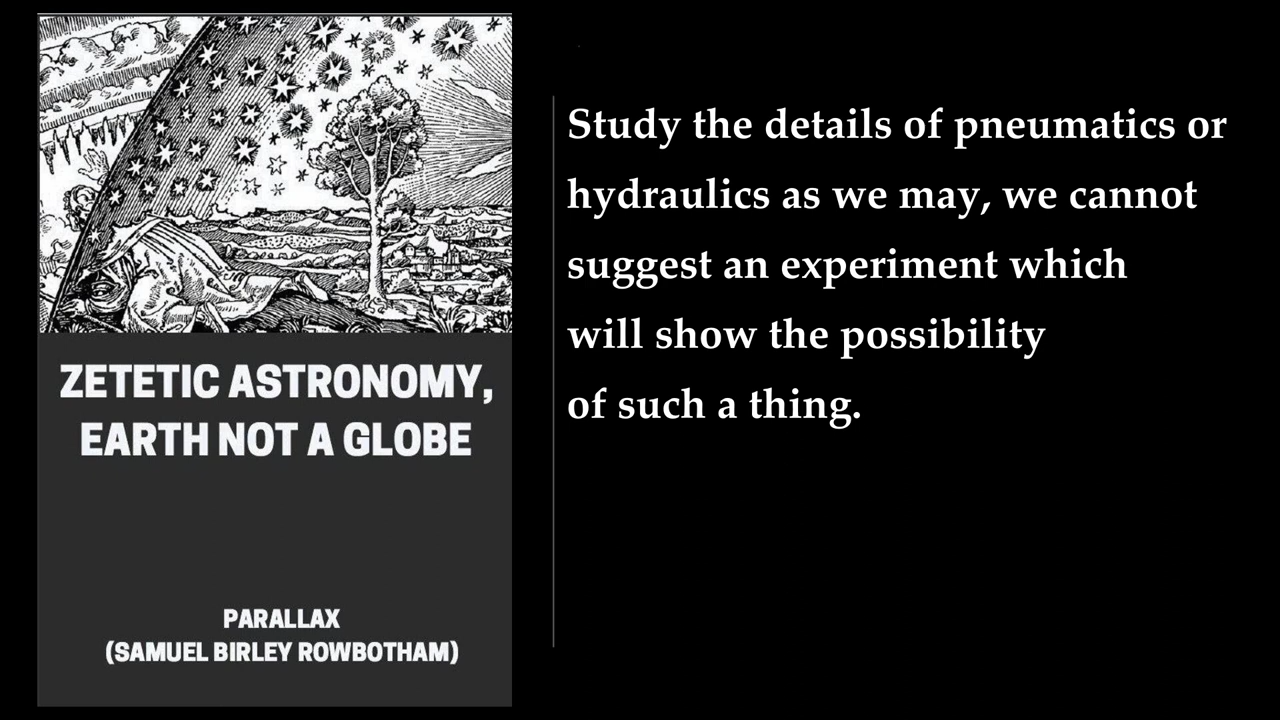 ZETETIC ASTRONOMY,
EARTH NOT A GLOBE
PARALLAX
(SAMUEL BIRLEY ROWBOTHAM)
Study the details of pneumatics or
hydraulics as we may, we cannot
suggest an experiment which
will show the possibility
of such a thing.